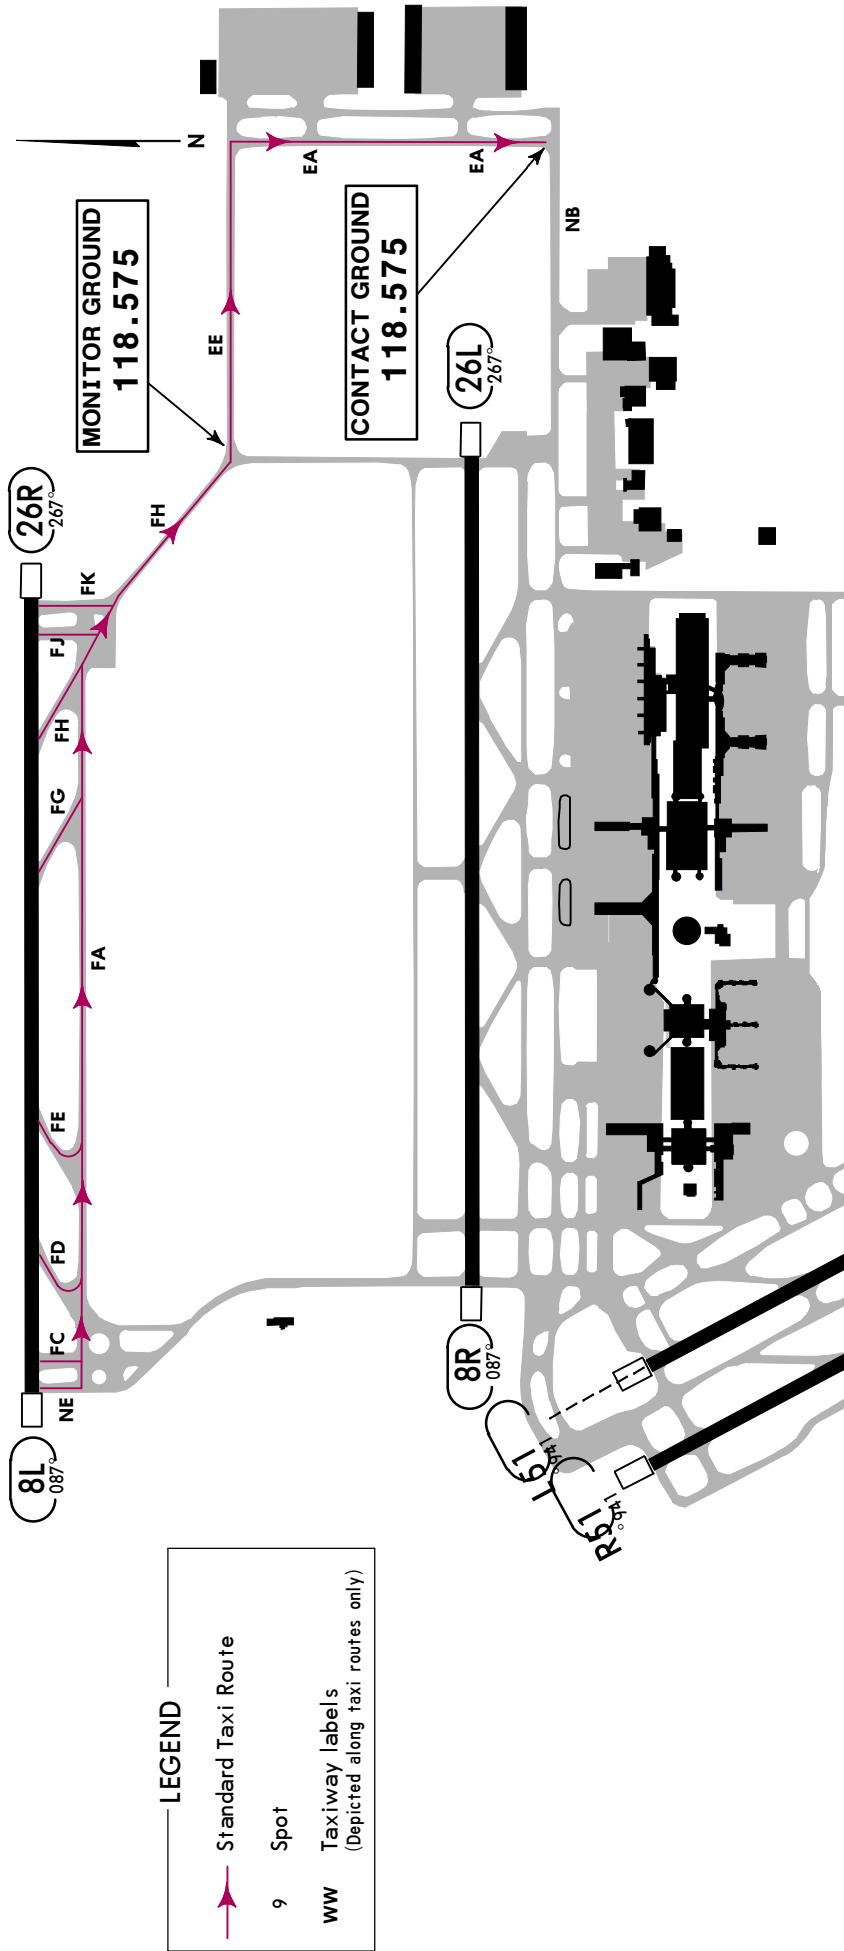 8L
087°
26R
267°
NE
FC
FD
FE
FA
FG
FH
FJ
FK
FH
EE
MONITOR GROUND
118.575
N
EA
EA
CONTACT GROUND
118.575
NB
8R
087°
26L
267°
15L
149°
15R
149°
LEGEND
Standard Taxi Route
9 Spot
WW Taxiway labels
(Depicted along taxi routes only)